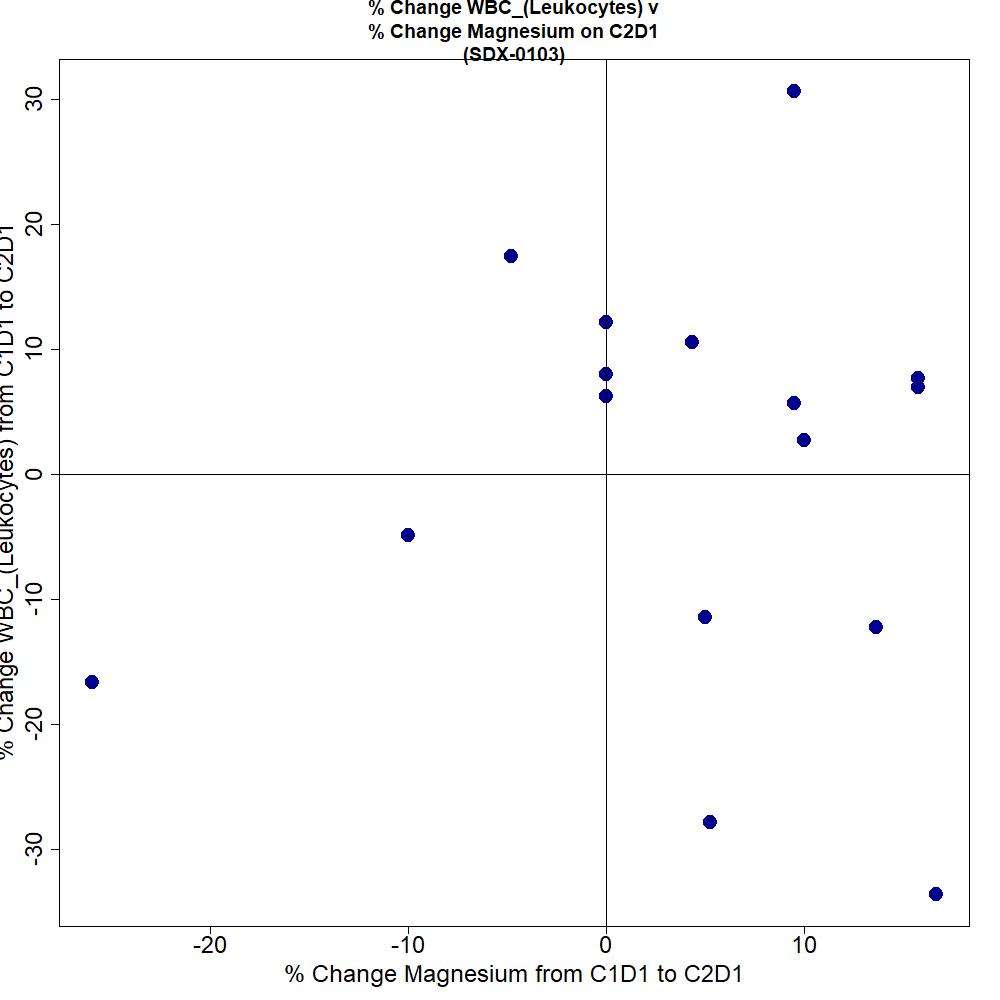 % Change WBC_(Leukocytes) v
% Change Magnesium on C2D1
(SDX-0103)
30
20
10
0
-10
-20
-30
% Change WBC_(Leukocytes) from C1D1 to C2D1
-20
-10
0
10
% Change Magnesium from C1D1 to C2D1